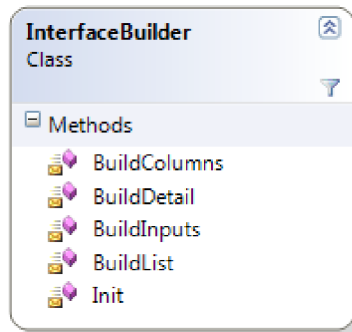 InterfaceBuilder
Class
Methods
BuildColumns
BuildDetail
BuildInputs
BuildList
Init